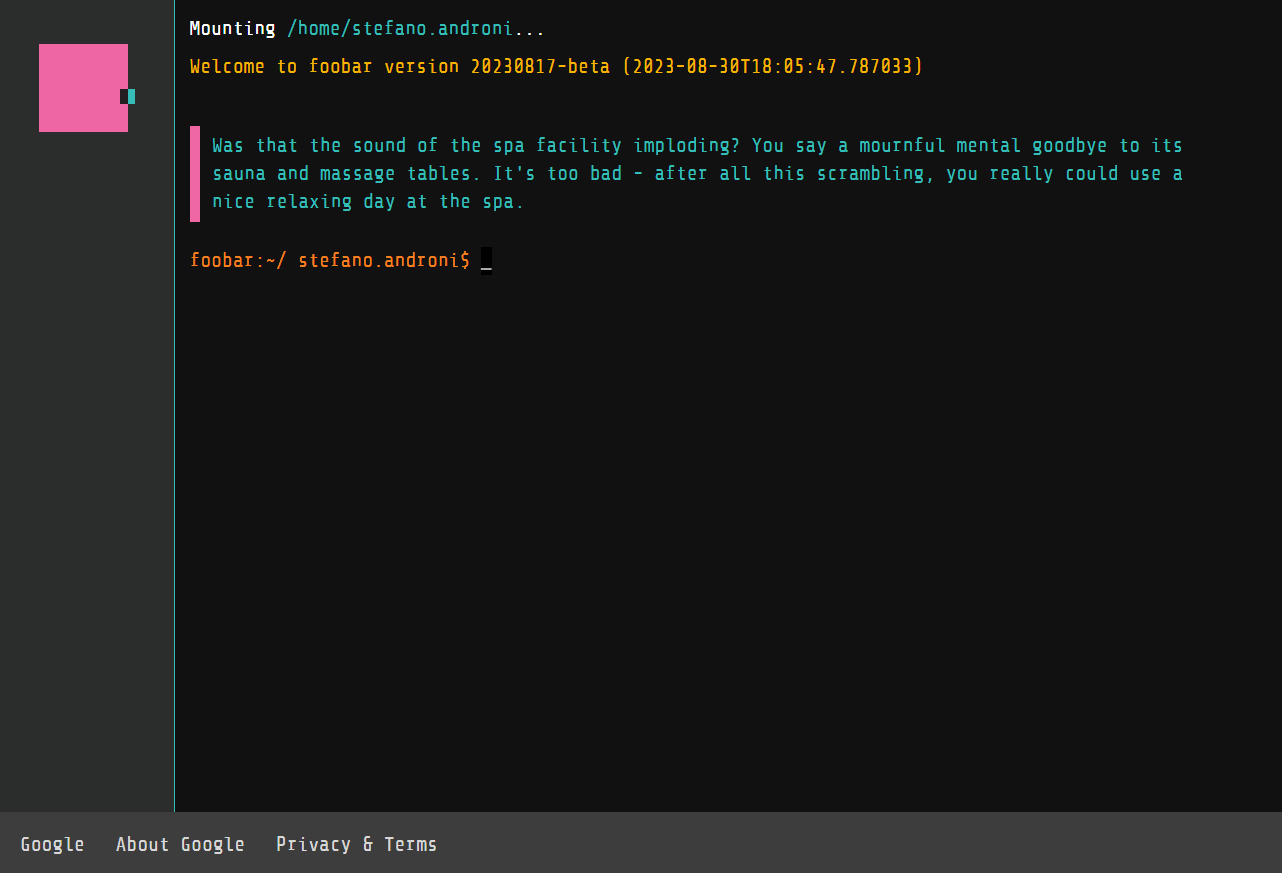 Mounting /home/stefano.androni...
Welcome to foobar version 20230817-beta (2023-08-30T18:05:47.787033)
Was that the sound of the spa facility imploding? You say a mournful mental goodbye to its
sauna and massage tables. It's too bad - after all this scrambling, you really could use a
nice relaxing day at the spa.
foobar:~/ stefano.androni$ _
Google About Google Privacy & Terms